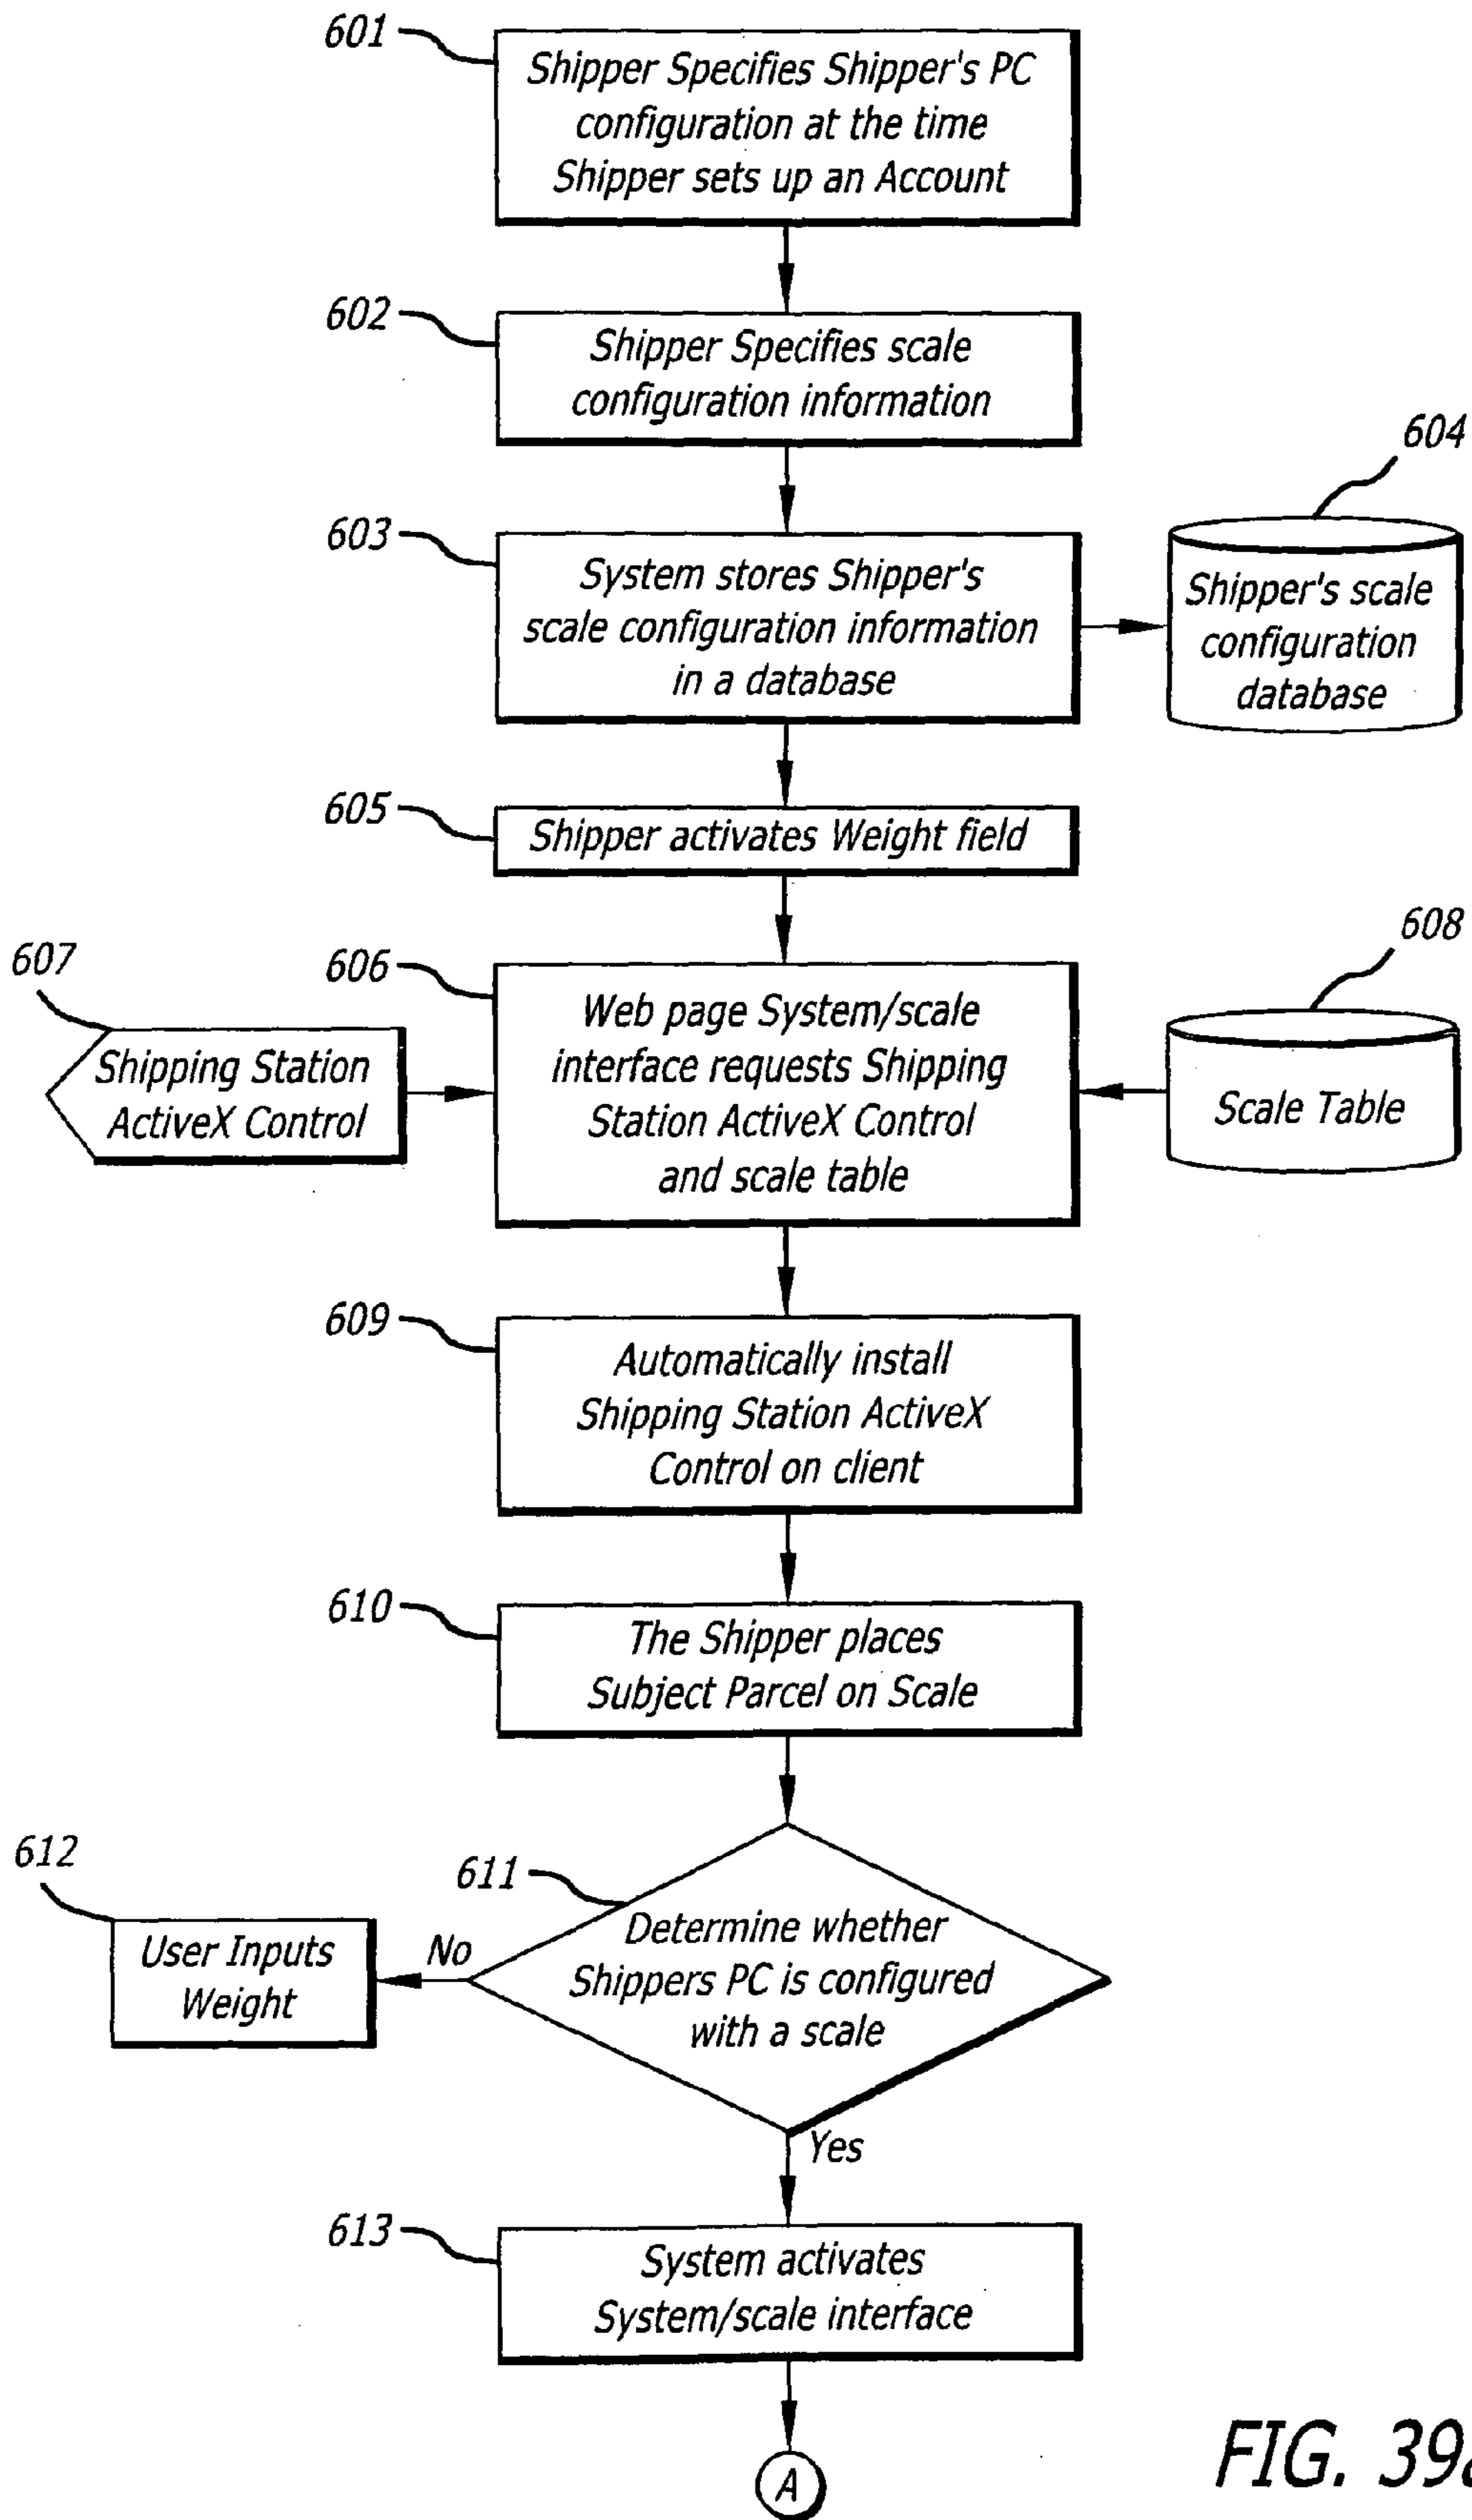 601
Shipper Specifies Shipper's PC
configuration at the time
Shipper sets up an Account
602
Shipper Specifies scale
configuration information
603
System stores Shipper's
scale configuration information
in a database
604
Shipper's scale
configuration
database
605
Shipper activates Weight field
606
Web page System/scale
interface requests Shipping
Station ActiveX Control
and scale table
607
Shipping Station
ActiveX Control
608
Scale Table
609
Automatically install
Shipping Station ActiveX
Control on client
610
The Shipper places
Subject Parcel on Scale
611
Determine whether
Shippers PC is configured
with a scale
No
612
User Inputs
Weight
Yes
613
System activates
System/scale interface
A
FIG.